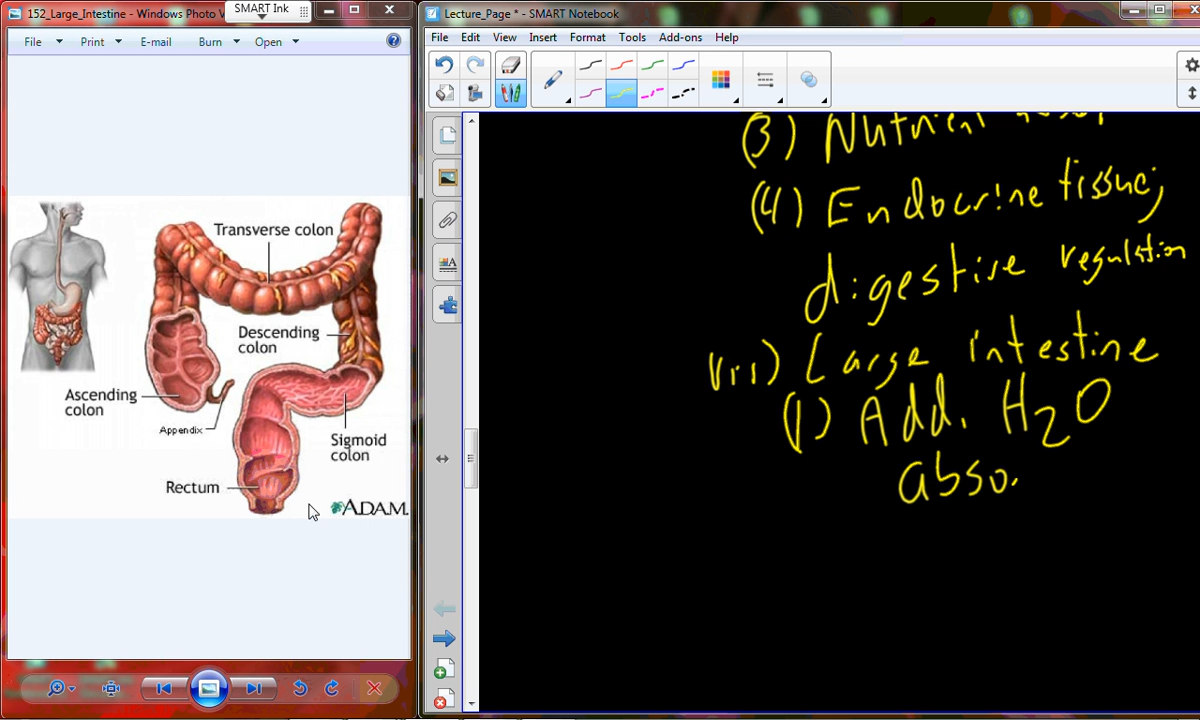 152_Large_Intestine - Windows Photo V
SMART Ink
File Print E-mail Burn Open
Transverse colon
Descending
colon
Ascending
colon
Appendix
Sigmoid
colon
Rectum
ADAM.
Lecture_Page * - SMART Notebook
File Edit View Insert Format Tools Add-ons Help
(3) Nutrient
(4) Endocrine tissue;
digestive regulation
vii) Large intestine
(1) Add. H2O
abso.